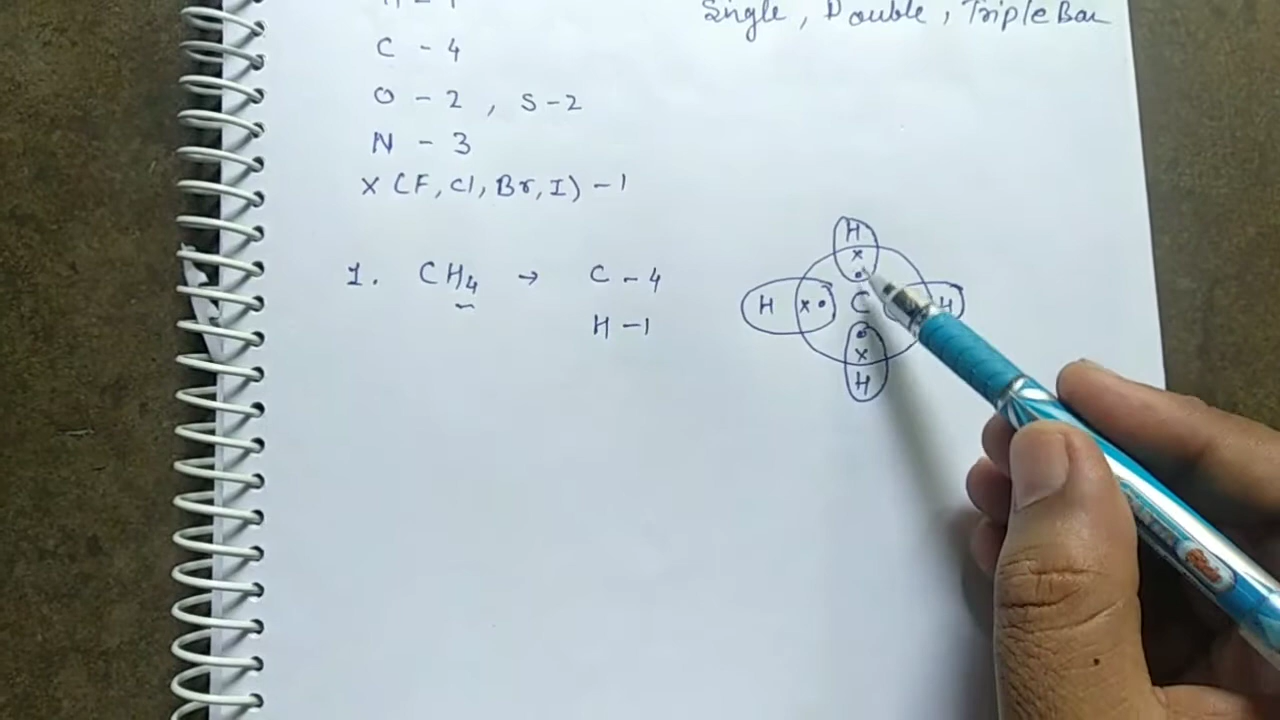 Single, Double, Triple Bon
C - 4
O - 2, S - 2
N - 3
X (F, Cl, Br, I) - 1
1. CH4 → C - 4
H - 1
H
x
H x • C H
x
H